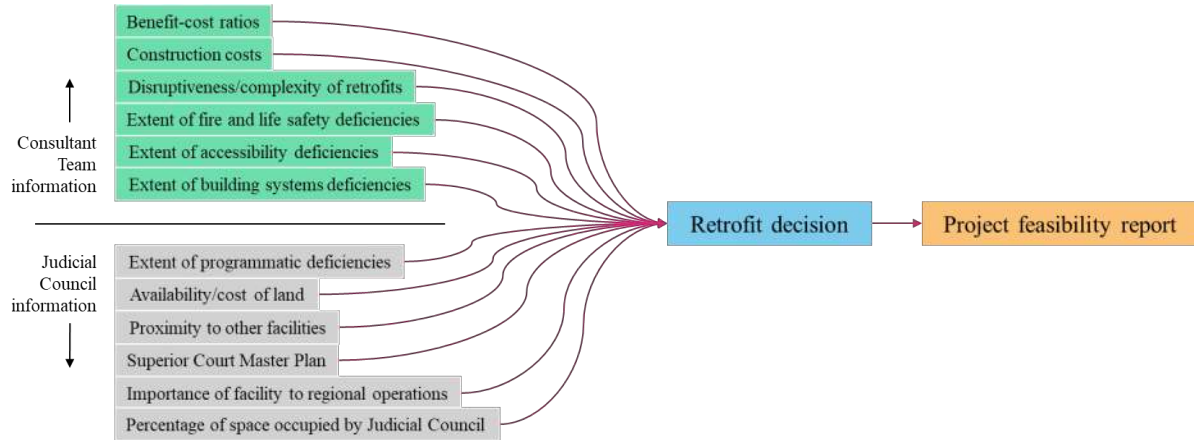 Benefit-cost ratios
Construction costs
Disruptiveness/complexity of retrofits
Extent of fire and life safety deficiencies
Extent of accessibility deficiencies
Extent of building systems deficiencies
Consultant
Team
information
Judicial
Council
information
Extent of programmatic deficiencies
Availability/cost of land
Proximity to other facilities
Superior Court Master Plan
Importance of facility to regional operations
Percentage of space occupied by Judicial Council
Retrofit decision
Project feasibility report